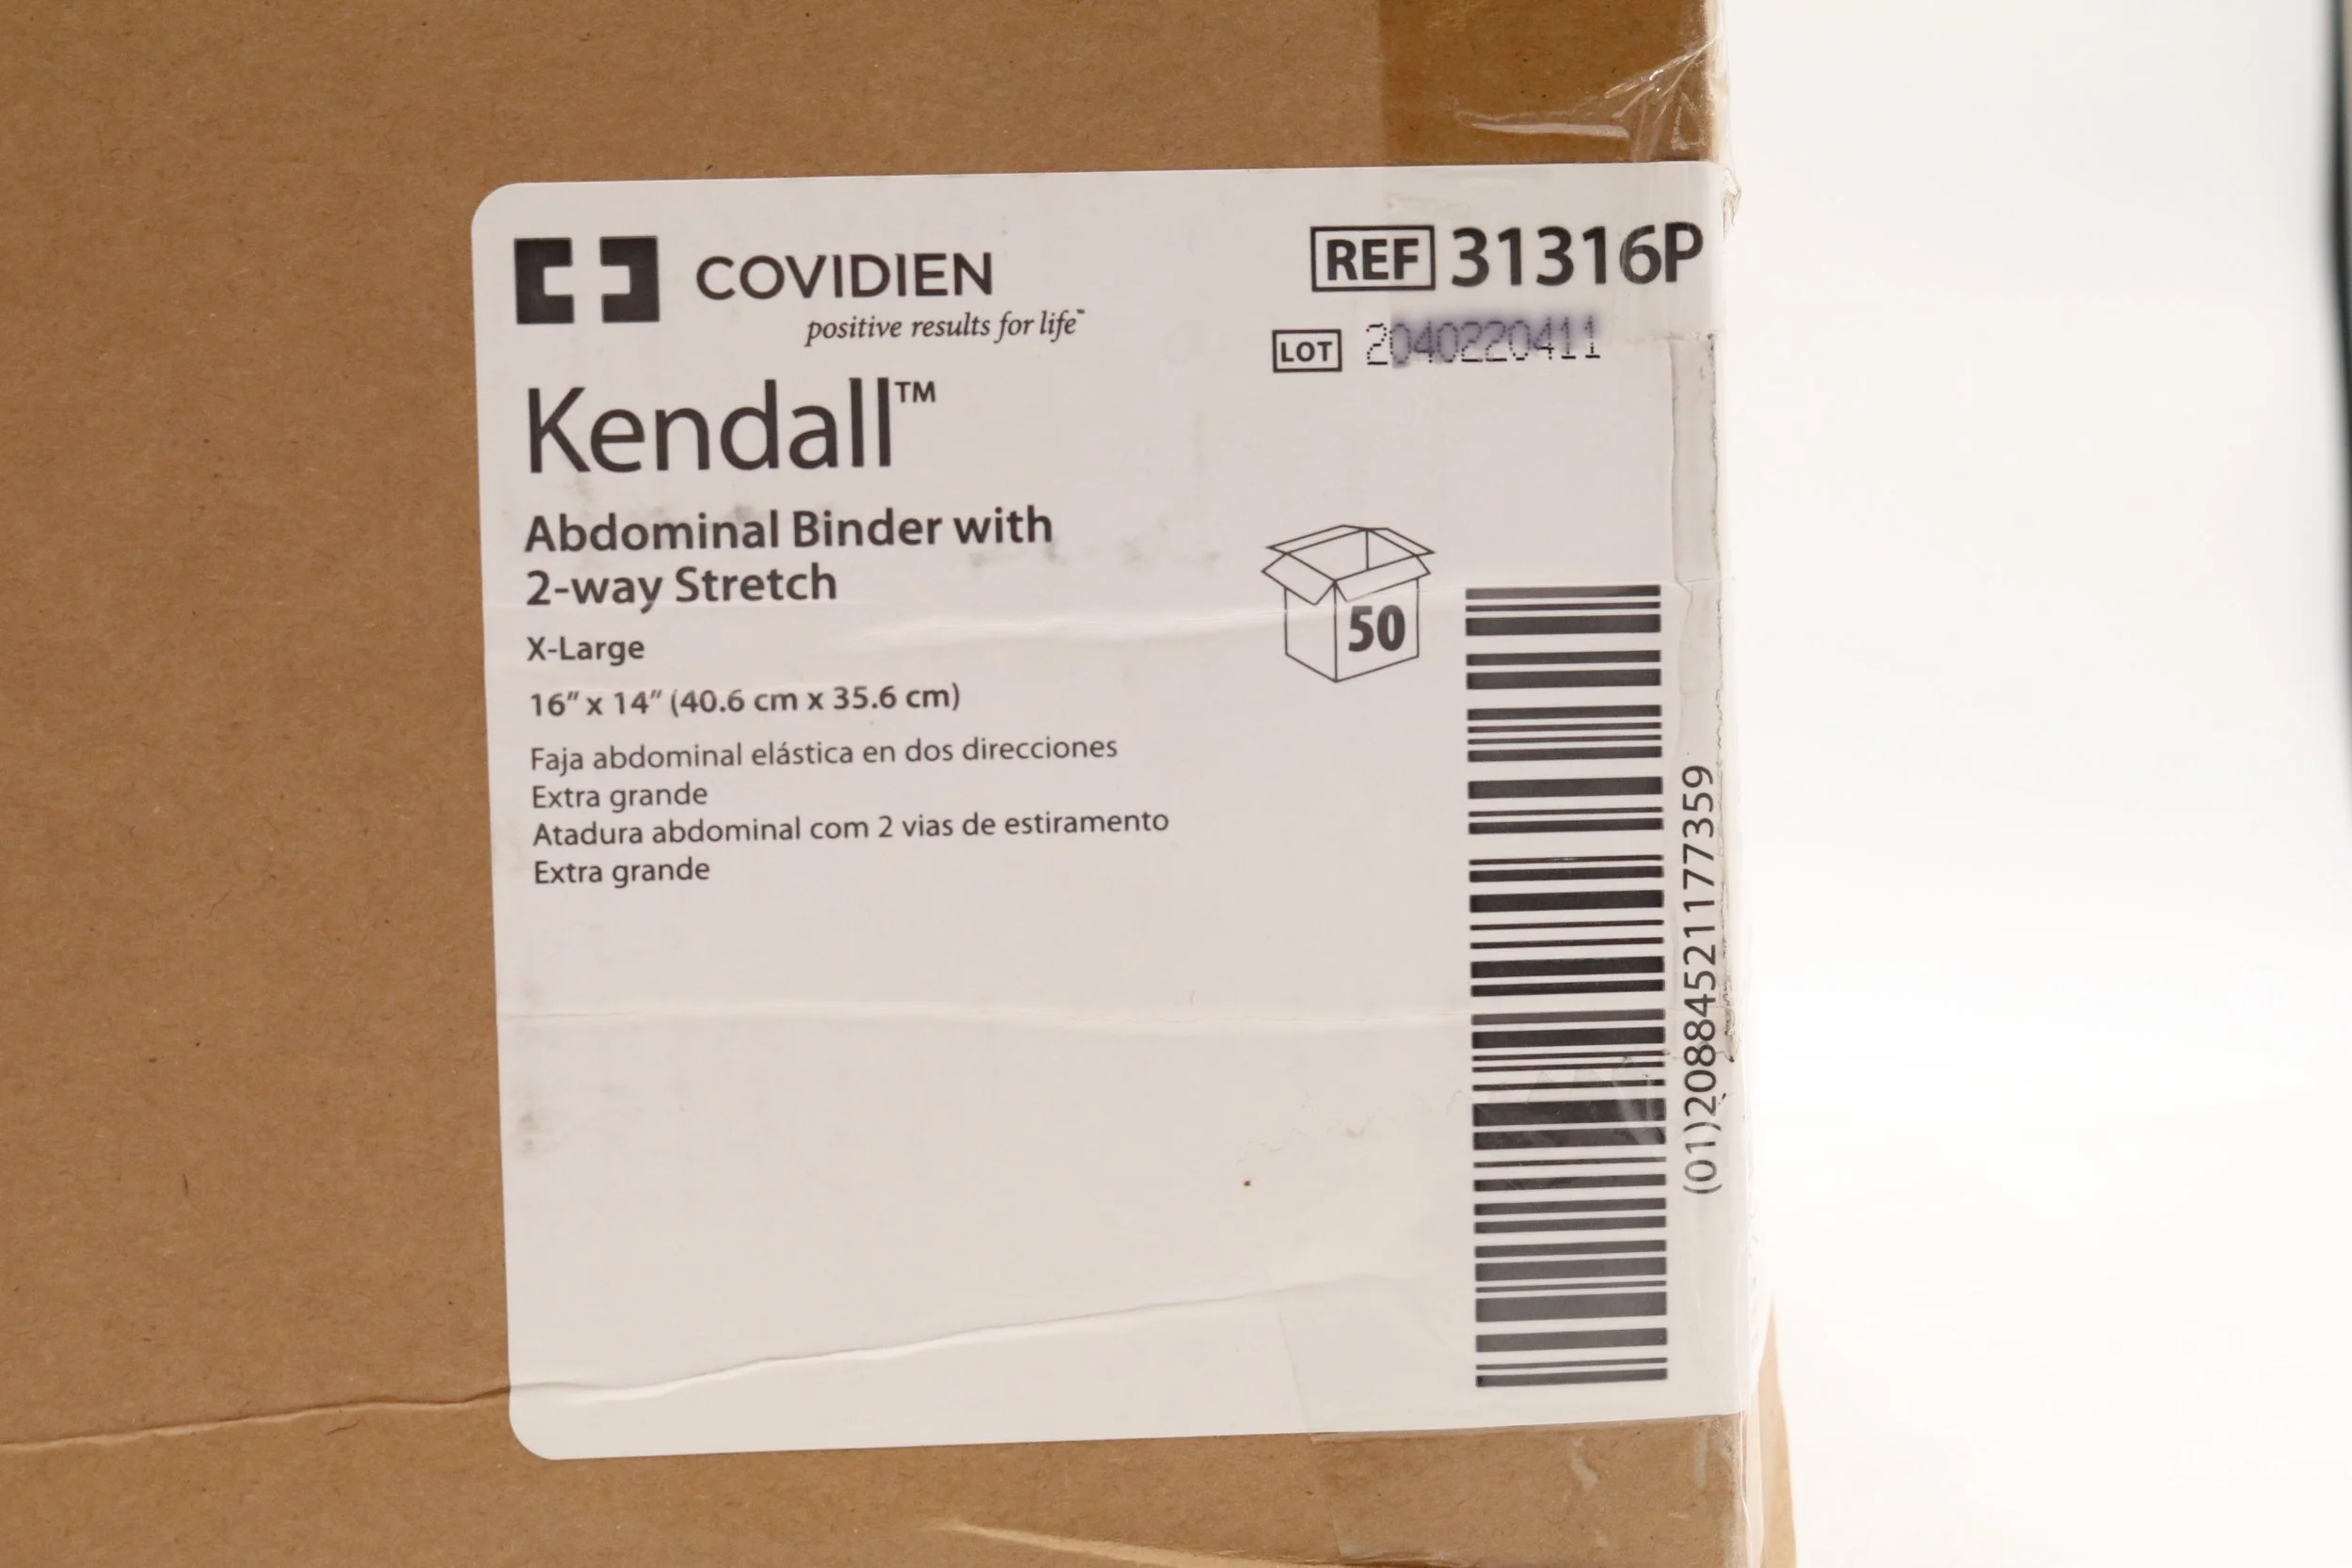 COVIDIEN
positive results for life™
REF 31316P
LOT 2040220411
Kendall™
Abdominal Binder with
2-way Stretch
X-Large
16" x 14" (40.6 cm x 35.6 cm)
Faja abdominal elástica en dos direcciones
Extra grande
Atadura abdominal com 2 vias de estiramento
Extra grande
50
(01)20884521177359